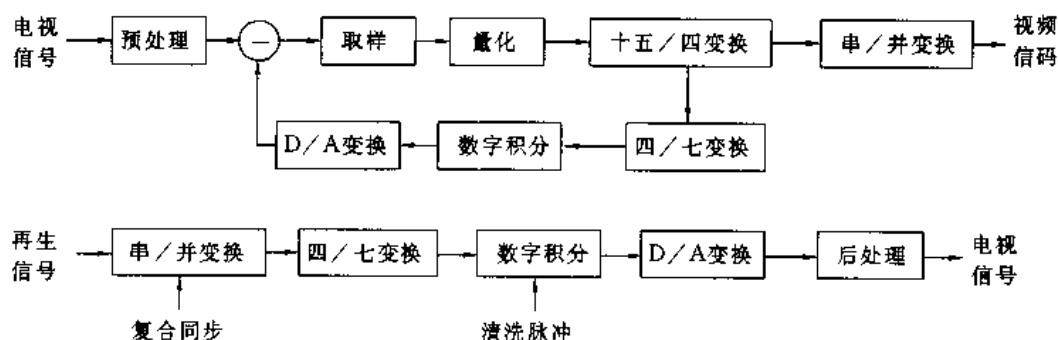 电视
信号
预处理
取样
量化
十五/四变换
串/并变换
视频
信码
D/A变换
数字积分
四/七变换
再生
信号
串/并变换
四/七变换
数字积分
D/A变换
后处理
电视
信号
复合同步
清洗脉冲